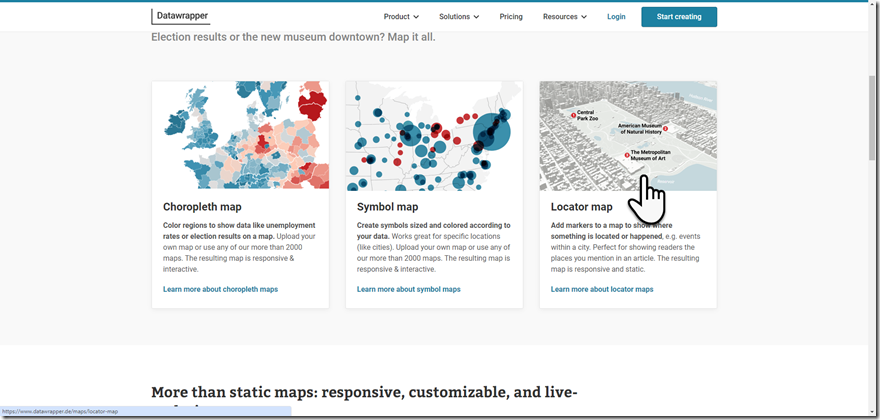 Datawrapper
Product
Solutions
Pricing
Resources
Login
Start creating
Election results or the new museum downtown? Map it all.
Central
Park Zoo
American Museum
of Natural History
The Metropolitan
Museum of Art
Choropleth map
Color regions to show data like unemployment
rates or election results on a map. Upload your
own map or use any of our more than 2000
maps. The resulting map is responsive &
interactive.
Learn more about choropleth maps
Symbol map
Create symbols sized and colored according to
your data. Works great for specific locations
(like cities). Upload your own map or use any of
our more than 2000 maps. The resulting map is
responsive & interactive.
Learn more about symbol maps
Locator map
Add markers to a map to show where
something is located or happened, e.g. events
within a city. Perfect for showing readers the
places you mention in an article. The resulting
map is responsive and static.
Learn more about locator maps
More than static maps: responsive, customizable, and live-
https://www.datawrapper.de/maps/locator-map